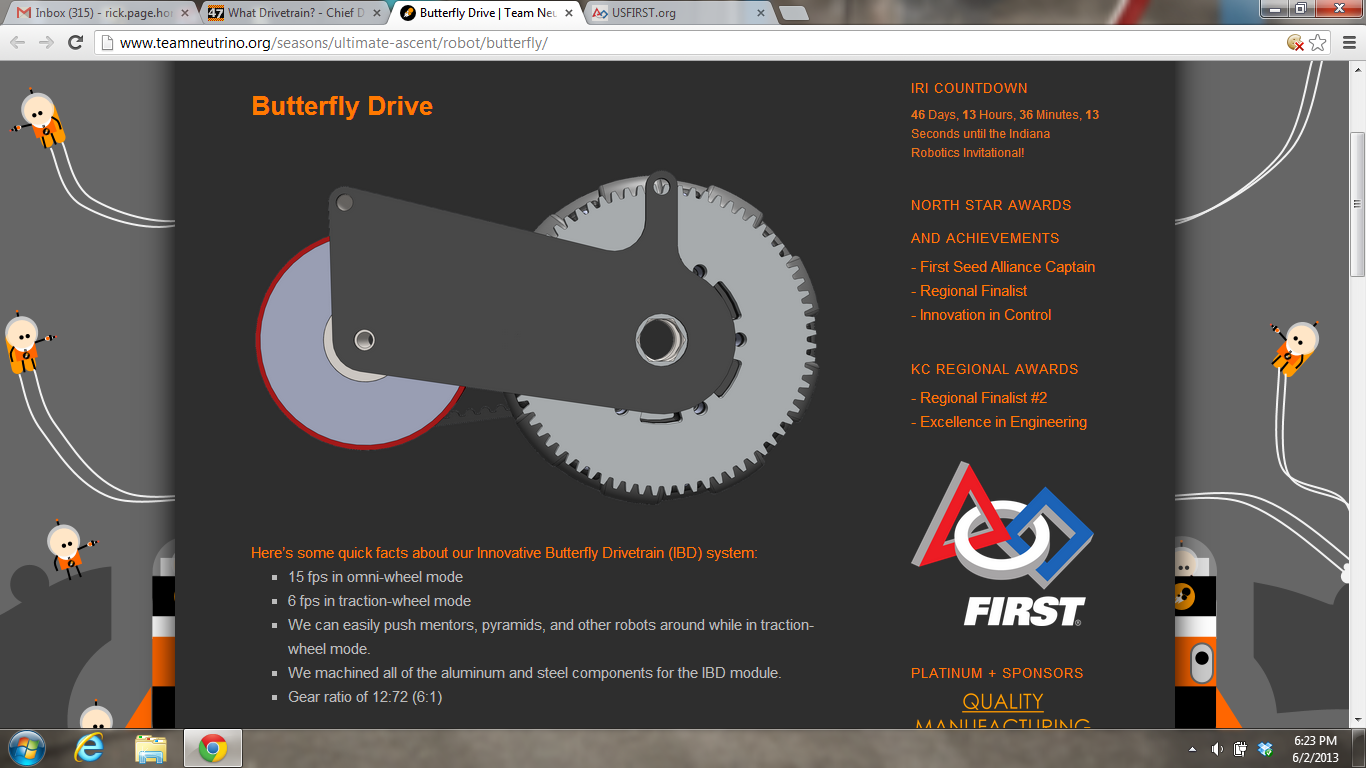 Inbox (315) - rick.page.ho
47
What Drivetrain? - Chief D
Butterfly Drive | Team Neu
USFIRST.org
www.teamneutrino.org/seasons/ultimate-ascent/robot/butterfly/
Butterfly Drive
Here's some quick facts about our Innovative Butterfly Drivetrain (IBD) system:
15 fps in omni-wheel mode
6 fps in traction-wheel mode
We can easily push mentors, pyramids, and other robots around while in traction-
wheel mode.
We machined all of the aluminum and steel components for the IBD module.
Gear ratio of 12:72 (6:1)
IRI COUNTDOWN
46 Days, 13 Hours, 36 Minutes, 13
Seconds until the Indiana
Robotics Invitational!
NORTH STAR AWARDS
AND ACHIEVEMENTS
- First Seed Alliance Captain
- Regional Finalist
- Innovation in Control
KC REGIONAL AWARDS
- Regional Finalist #2
- Excellence in Engineering
FIRST®
PLATINUM + SPONSORS
QUALITY
MANUFACTURING
6:23 PM
6/2/2013